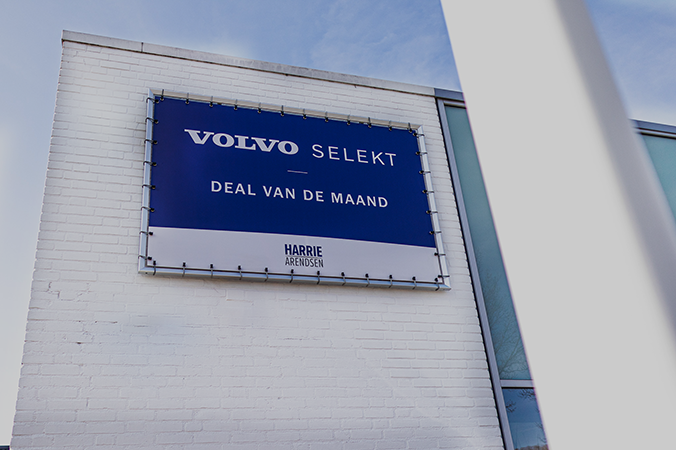 VOLVO SELEKT
DEAL VAN DE MAAND
HARRIE
ARENDSEN